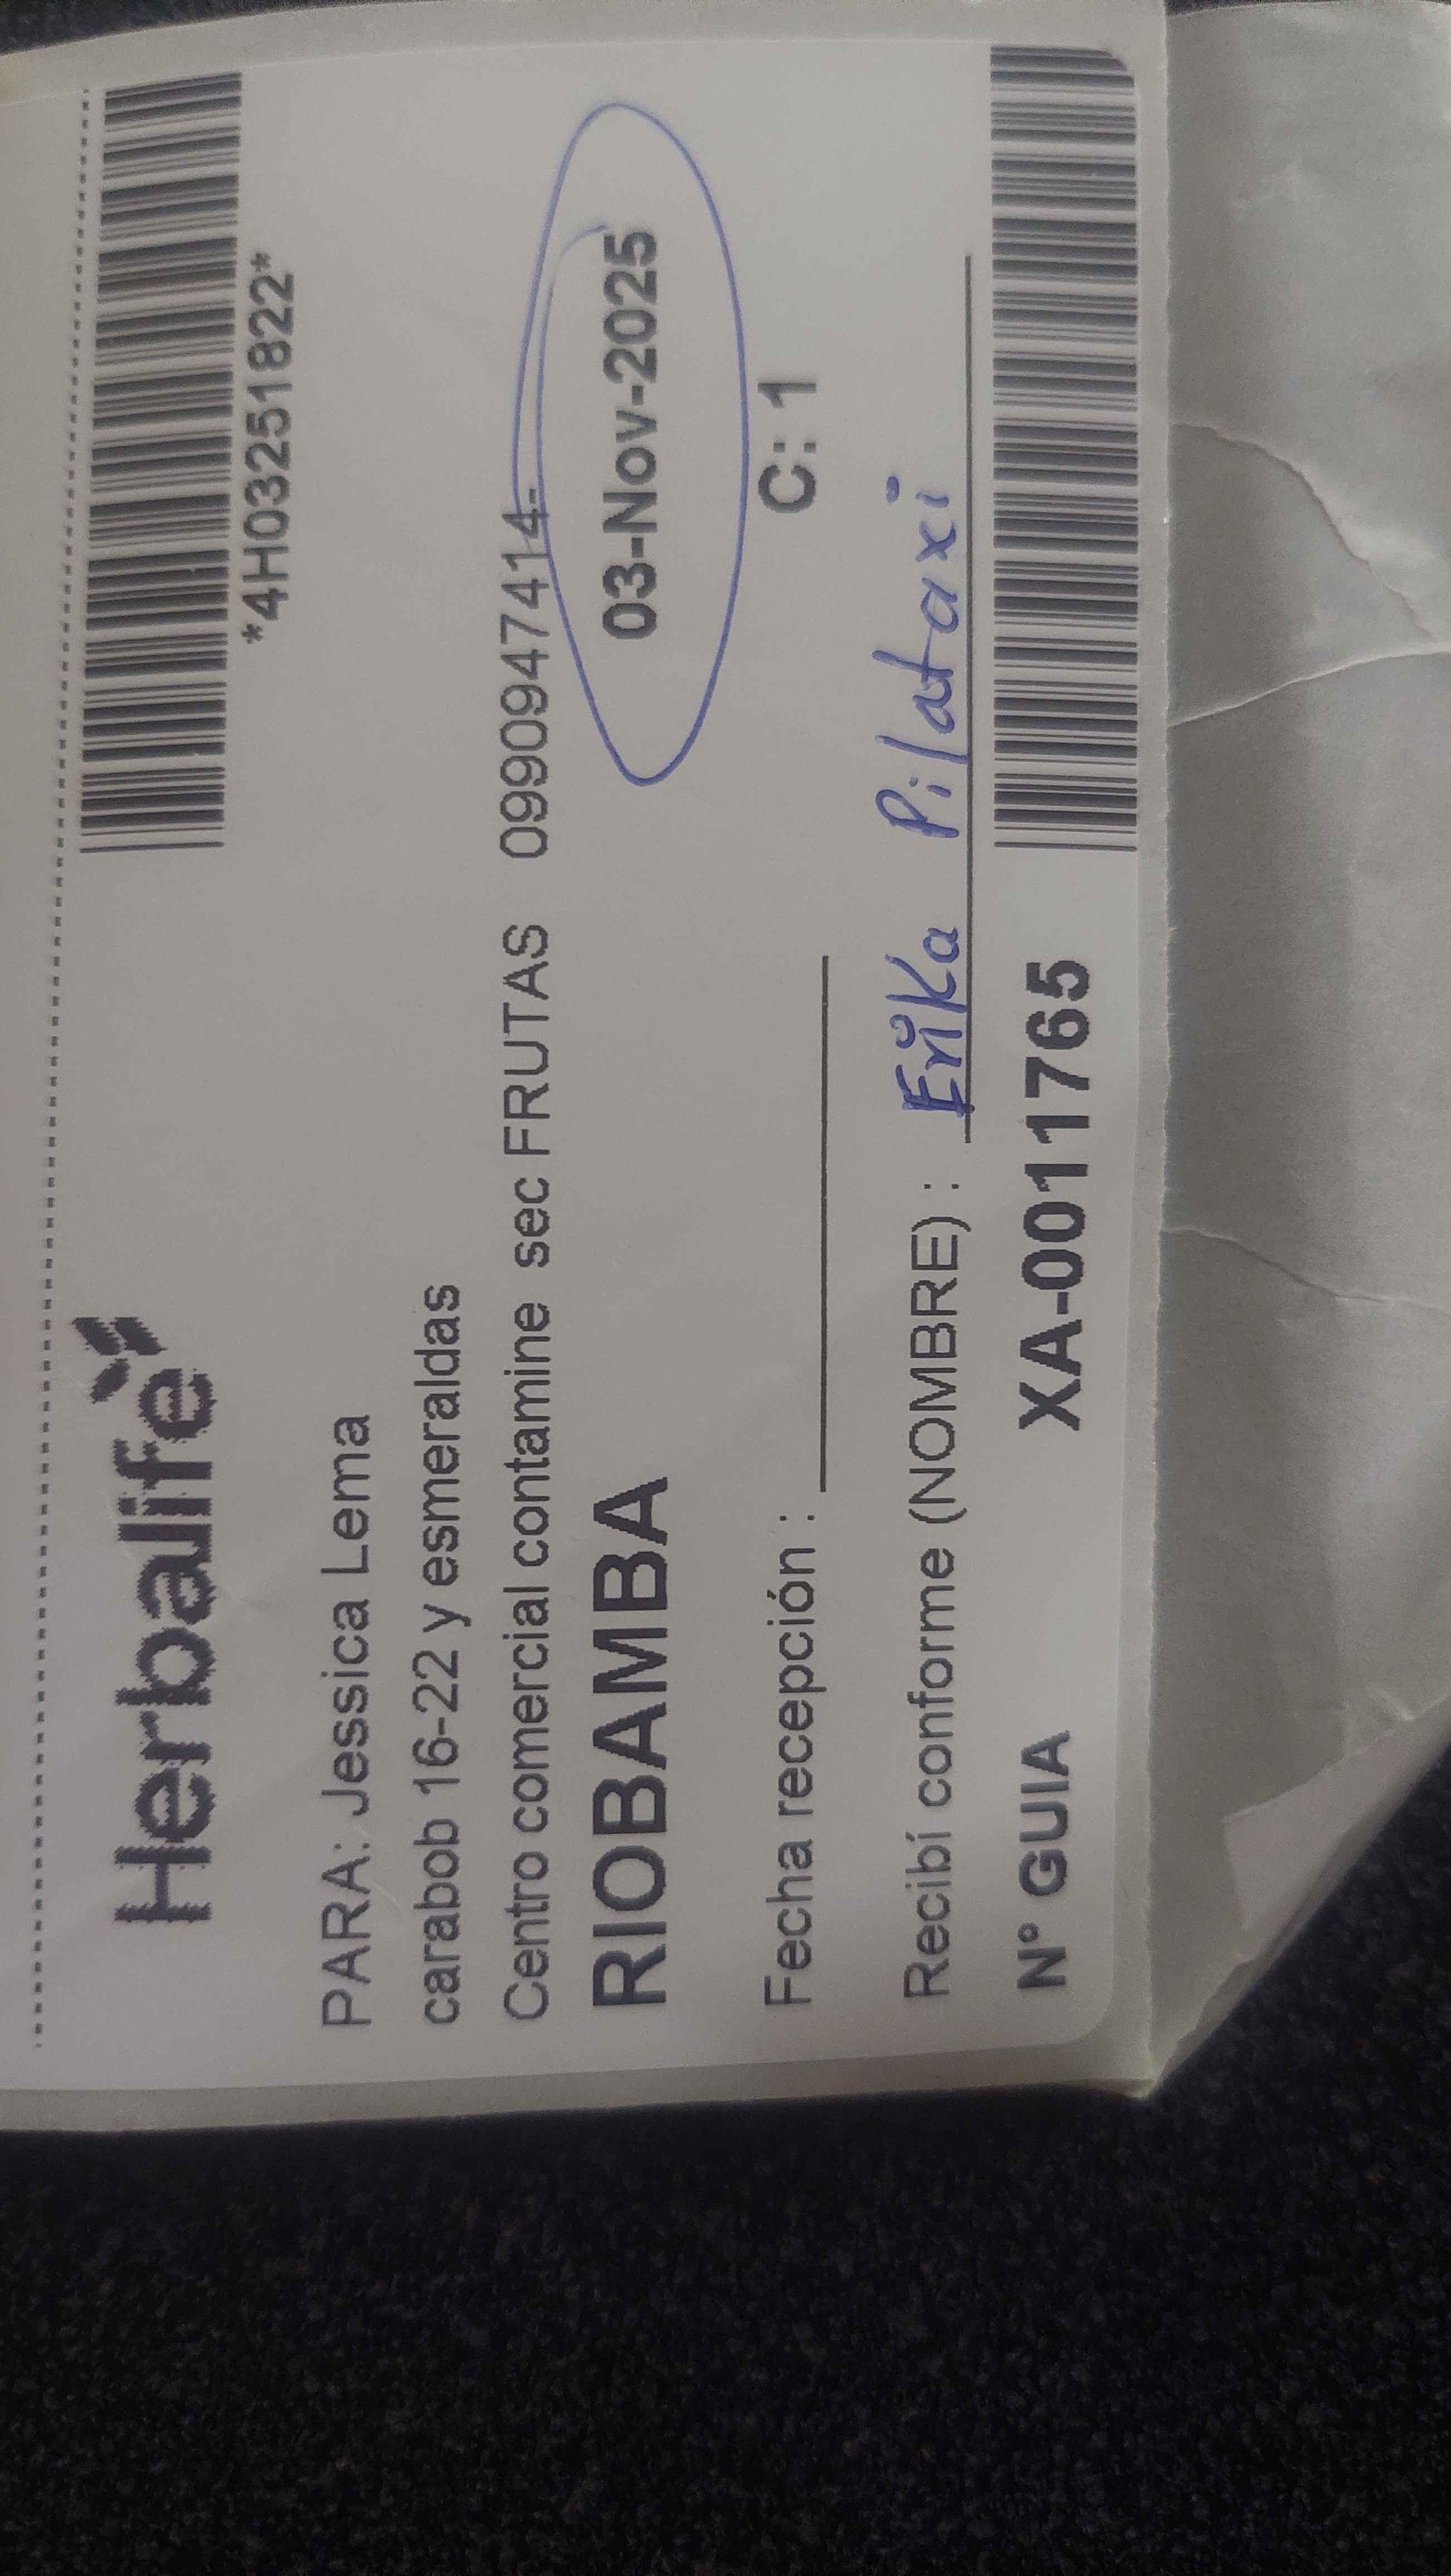 Herbalife
*4H03251822*
PARA: Jessica Lema
carabob 16-22 y esmeraldas
Centro comercial contamine sec FRUTAS 0990947414-
RIOBAMBA 03-Nov-2025
Fecha recepción : C: 1
Recibí conforme (NOMBRE) : Erika Pilataxi
N° GUIA XA-0011765